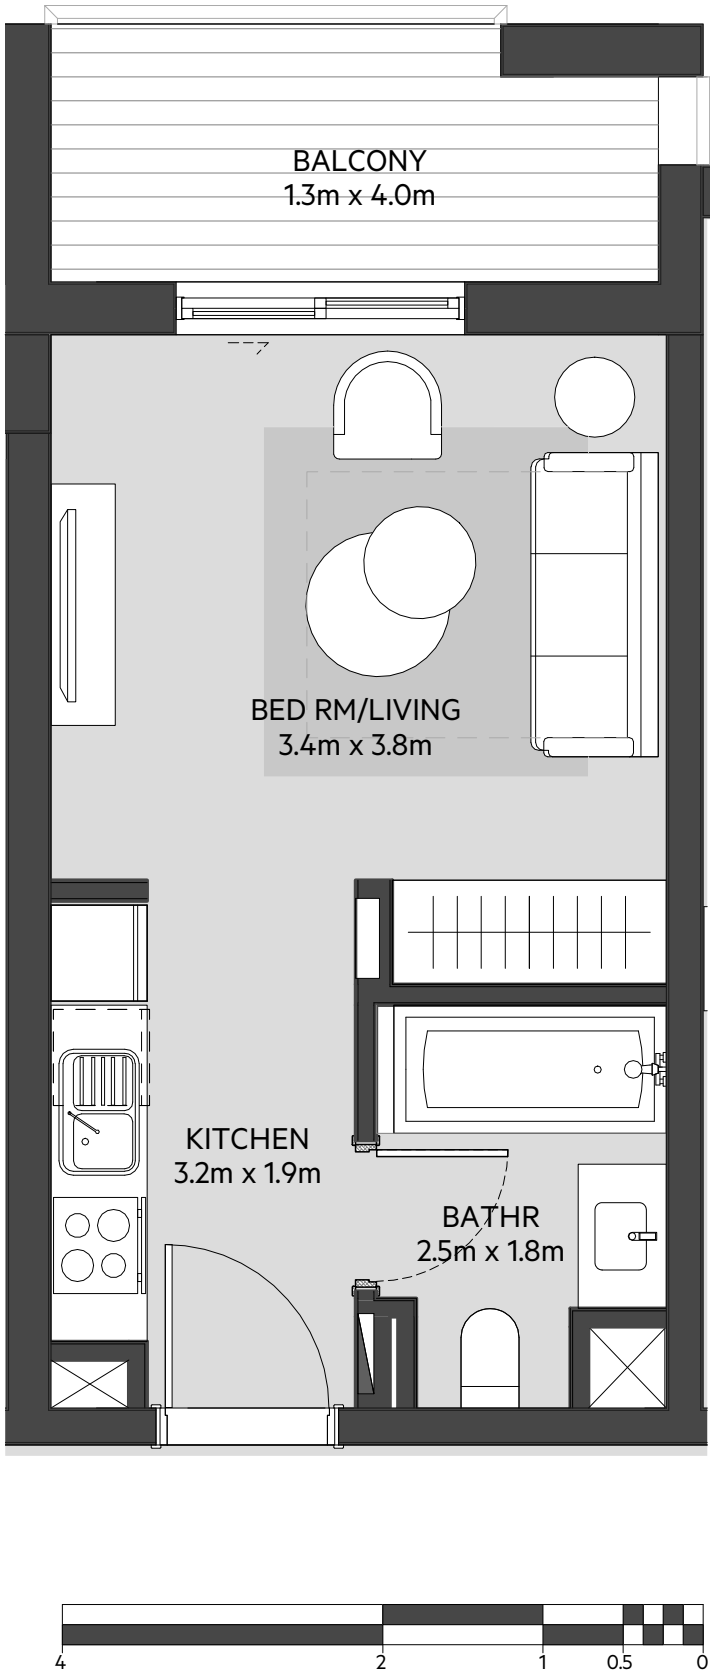 BALCONY
1.3m x 4.0m
BED RM/LIVING
3.4m x 3.8m
KITCHEN
3.2m x 1.9m
BATHR
2.5m x 1.8m
4 2 1 0.5 0